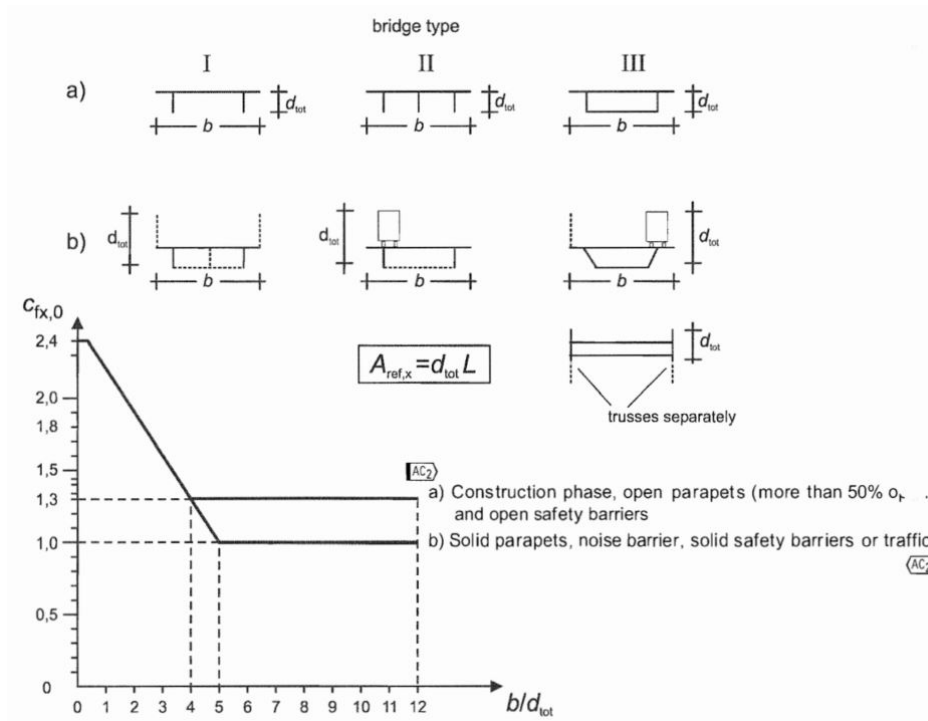 bridge type
I II III
a) d_tot d_tot d_tot
b b b
b) d_tot d_tot d_tot
b b b
c_fx,0
2,4
2,0
1,8
1,5
1,3
1,0
0,5
0
A_ref,x = d_tot L
d_tot
trusses separately
AC2
a) Construction phase, open parapets (more than 50%
and open safety barriers
b) Solid parapets, noise barrier, solid safety barriers or traffic
AC2
0 1 2 3 4 5 6 7 8 9 10 11 12 b/d_tot